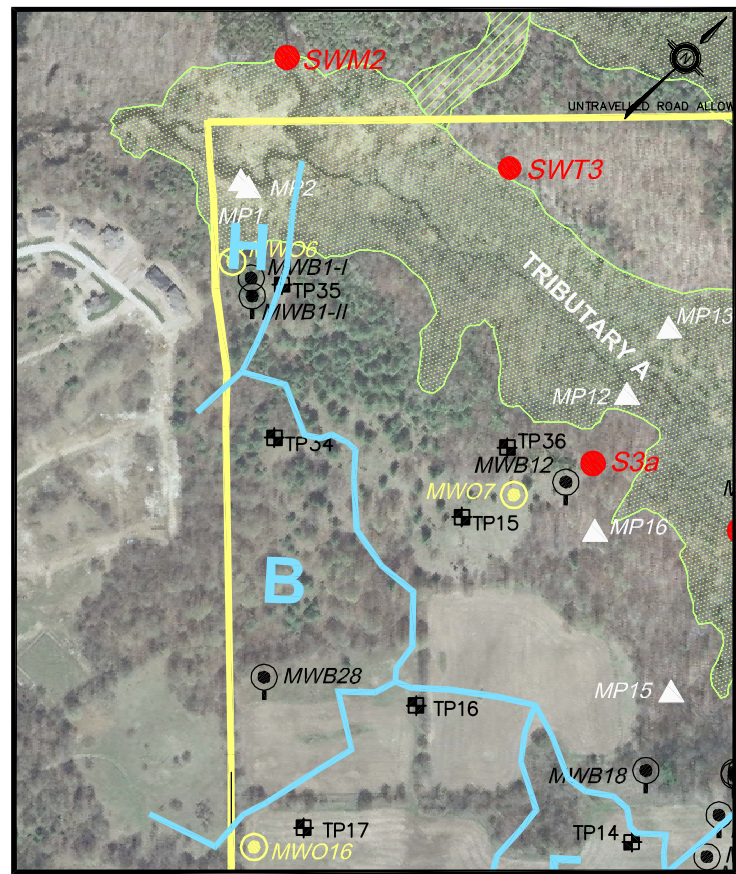 SWM2
N
UNTRAVELLED ROAD ALLOW
SWT3
MP2
MP1
H
MWO6
MWB1-I
TP35
MWB1-II
TRIBUTARY A
MP13
MP12
TP34
TP36
MWB12
S3a
MWO7
TP15
MP16
B
MWB28
MP15
TP16
MWB18
TP17
TP14
MWO16